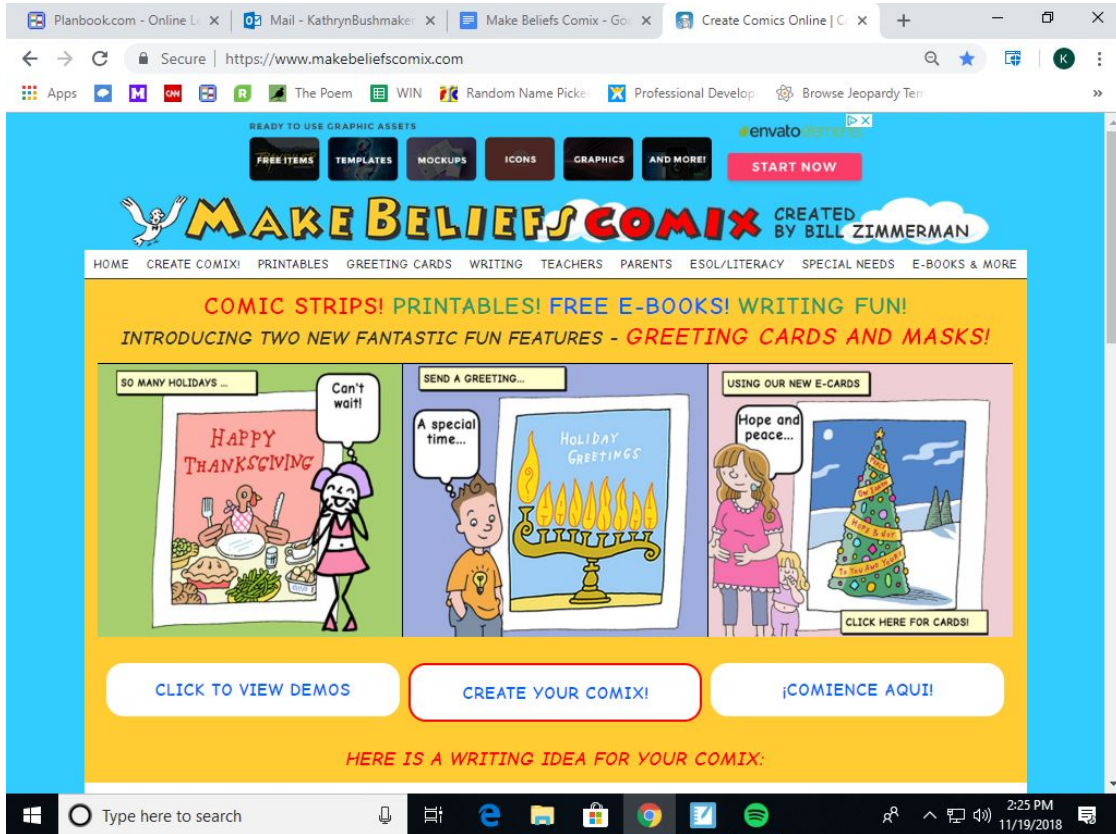 Planbook.com - Online Le
Mail - KathrynBushmaker
Make Beliefs Comix - Goo
Create Comics Online | C
Secure | https://www.makebeliefscomix.com
K
Apps
M
CNN
R
The Poem
WIN
Random Name Picker
Professional Develop
Browse Jeopardy Tem
READY TO USE GRAPHIC ASSETS
FREE ITEMS
TEMPLATES
MOCKUPS
ICONS
GRAPHICS
AND MORE!
envato elements
START NOW
MAKE BELIEFS COMIX
CREATED
BY BILL ZIMMERMAN
HOME CREATE COMIX! PRINTABLES GREETING CARDS WRITING TEACHERS PARENTS ESOL/LITERACY SPECIAL NEEDS E-BOOKS & MORE
COMIC STRIPS! PRINTABLES! FREE E-BOOKS! WRITING FUN!
INTRODUCING TWO NEW FANTASTIC FUN FEATURES - GREETING CARDS AND MASKS!
SO MANY HOLIDAYS ...
Can't
wait!
HAPPY
THANKSGIVING
SEND A GREETING...
A special
time...
HOLIDAY
GREETINGS
USING OUR NEW E-CARDS
Hope and
peace...
PEACE
ON EARTH
HOPE & JOY
TO YOU AND YOURS
CLICK HERE FOR CARDS!
CLICK TO VIEW DEMOS
CREATE YOUR COMIX!
¡COMIENCE AQUI!
HERE IS A WRITING IDEA FOR YOUR COMIX:
Type here to search
2:25 PM
11/19/2018